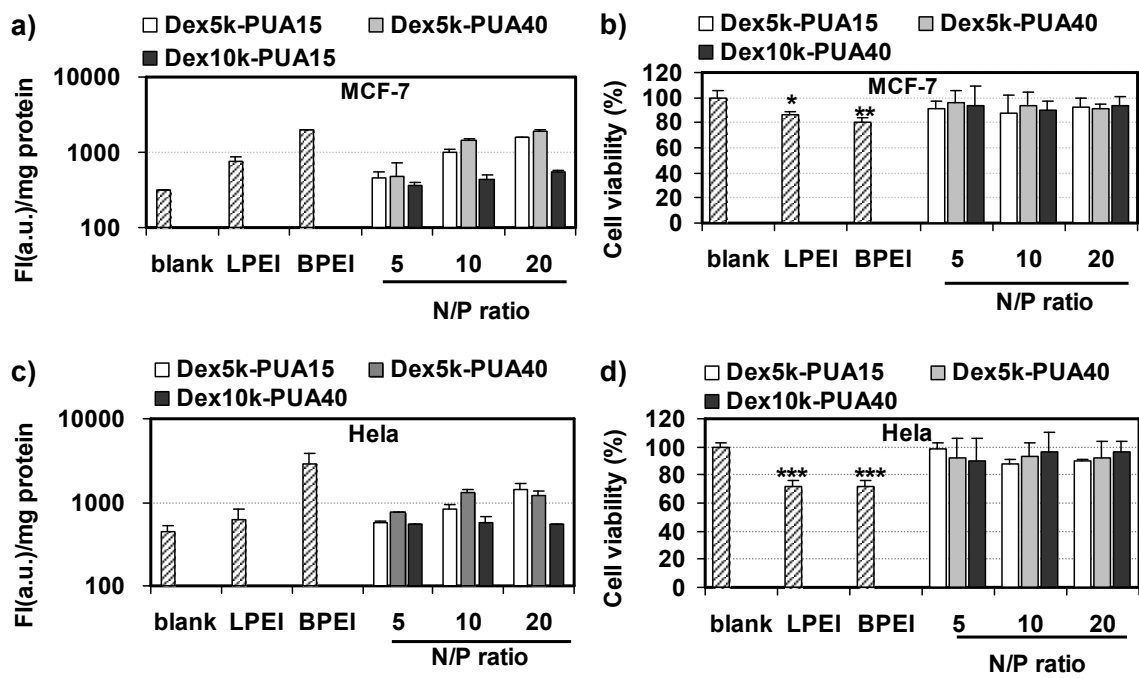 a)
Dex5k-PUA15 Dex5k-PUA40
Dex10k-PUA15
MCF-7
10000
1000
100
FI(a.u.)/mg protein
blank LPEI BPEI 5 10 20
N/P ratio
b)
Dex5k-PUA15 Dex5k-PUA40
Dex10k-PUA40
MCF-7
120
100
80
60
40
20
0
Cell viability (%)
*
**
blank LPEI BPEI 5 10 20
N/P ratio
c)
Dex5k-PUA15 Dex5k-PUA40
Dex10k-PUA40
Hela
10000
1000
100
FI(a.u.)/mg protein
blank LPEI BPEI 5 10 20
N/P ratio
d)
Dex5k-PUA15 Dex5k-PUA40
Dex10k-PUA40
Hela
120
100
80
60
40
20
0
Cell viability (%)
*** ***
blank LPEI BPEI 5 10 20
N/P ratio